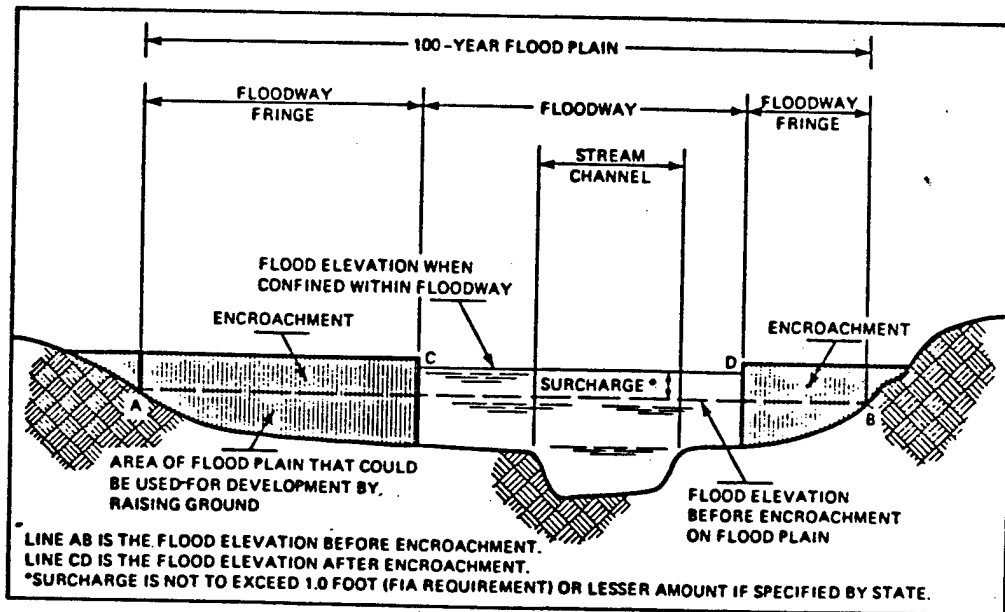 100-YEAR FLOOD PLAIN
FLOODWAY
FRINGE
FLOODWAY
FLOODWAY
FRINGE
STREAM
CHANNEL
FLOOD ELEVATION WHEN
CONFINED WITHIN FLOODWAY
ENCROACHMENT
ENCROACHMENT
C
D
SURCHARGE*
A
B
AREA OF FLOOD PLAIN THAT COULD
BE USED FOR DEVELOPMENT BY
RAISING GROUND
FLOOD ELEVATION
BEFORE ENCROACHMENT
ON FLOOD PLAIN
LINE AB IS THE FLOOD ELEVATION BEFORE ENCROACHMENT.
LINE CD IS THE FLOOD ELEVATION AFTER ENCROACHMENT.
*SURCHARGE IS NOT TO EXCEED 1.0 FOOT (FIA REQUIREMENT) OR LESSER AMOUNT IF SPECIFIED BY STATE.